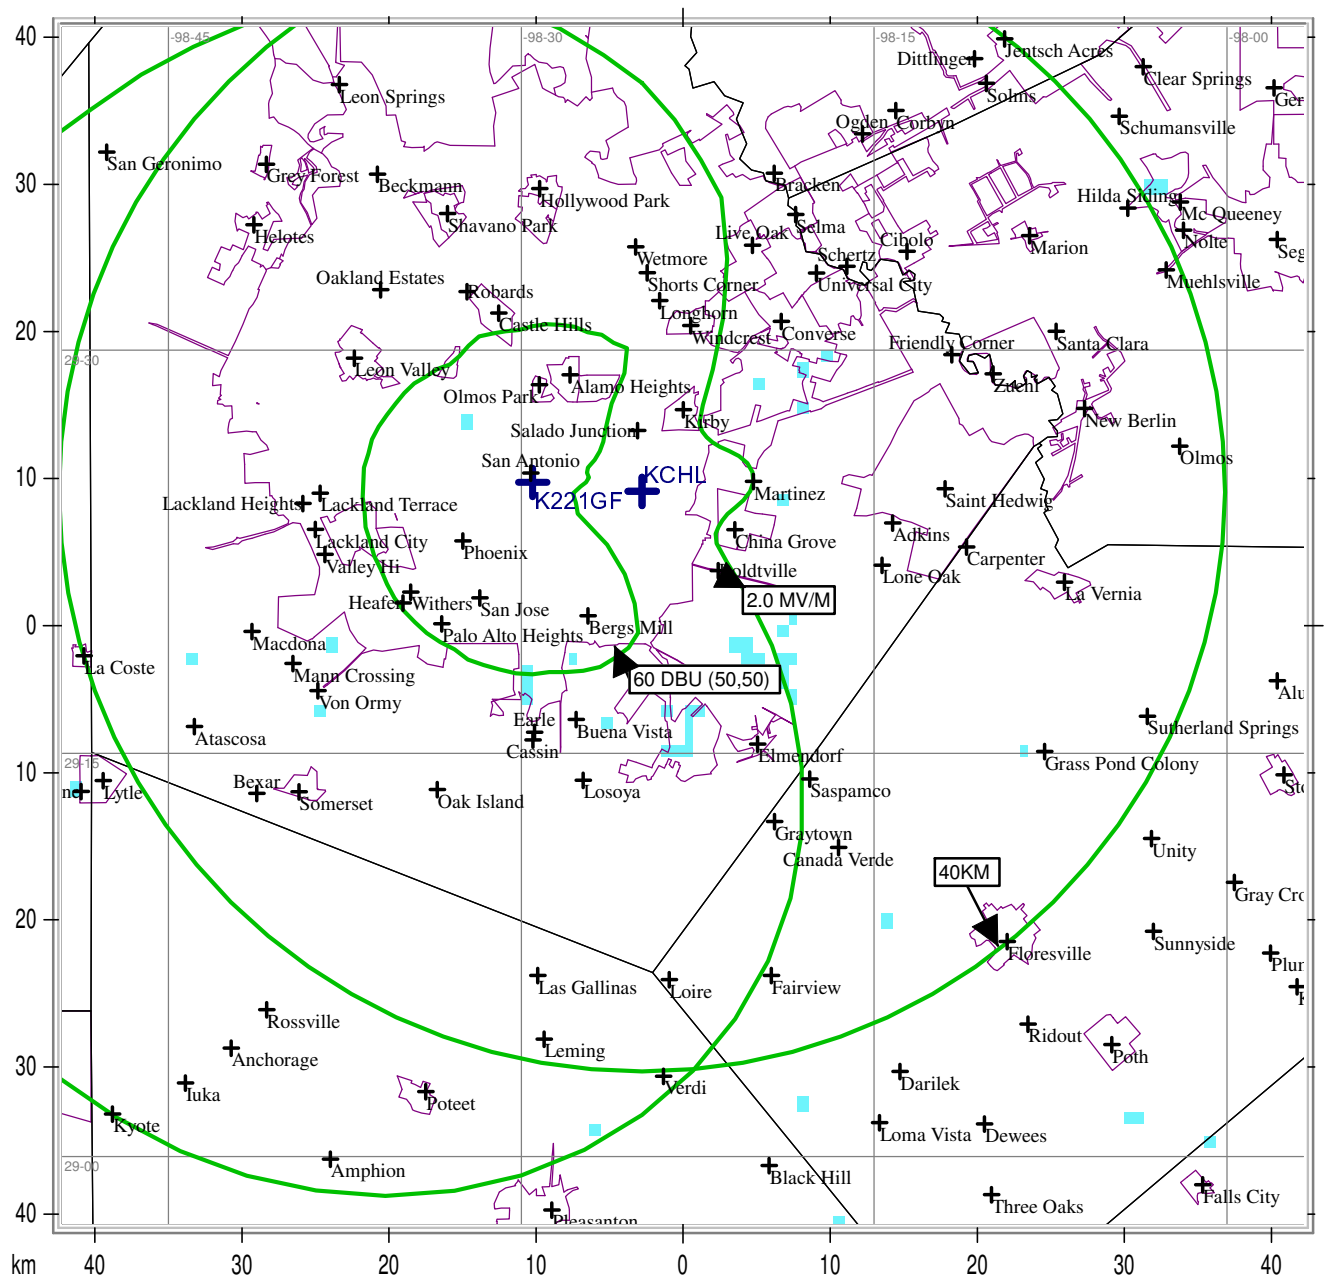 40
-98-45
-98-30
-98-15
-98-00
Jentsch Acres
Dittlinger
Clear Springs
Leon Springs
Solms
Ger
Ogden
Corbyn
Schumansville
San Geronimo
Grey Forest
Beckmann
Bracken
30
Hollywood Park
Hilda Siding
Mc Queeney
Shavano Park
Selma
Helotes
Live Oak
Cibolo
Marion
Nolte
Seg
Wetmore
Schertz
Oakland Estates
Robards
Shorts Corner
Universal City
Muehlsville
Longhorn
Castle Hills
20
Windcrest
Converse
Friendly Corner
Santa Clara
29-30
Leon Valley
Olmos Park
Alamo Heights
Zuehl
Kirby
New Berlin
Salado Junction
San Antonio
Olmos
10
KCHL
K221GF
Martinez
Saint Hedwig
Lackland Heights
Lackland Terrace
Lackland City
China Grove
Adkins
Phoenix
Valley Hi
Carpenter
Boldtville
Lone Oak
La Vernia
2.0 MV/M
Heafer
Withers
San Jose
0
Palo Alto Heights
Bergs Mill
Macdona
La Coste
Mann Crossing
60 DBU (50,50)
Alu
Von Ormy
Earle
Buena Vista
Sutherland Springs
Atascosa
Cassin
Elmendorf
Grass Pond Colony
29-15
10
ne
Lytle
Bexar
Somerset
Oak Island
Losoya
Saspamco
Sto
Graytown
Canada Verde
Unity
40KM
Gray Cro
20
Floresville
Sunnyside
Plum
Las Gallinas
Loire
Fairview
Rossville
Ridout
Anchorage
Leming
Poth
30
Iuka
Poteet
Verdi
Darilek
Kyote
Loma Vista
Dewees
29-00
Amphion
Black Hill
Falls City
Three Oaks
40
Pleasanton
km
40
30
20
10
0
10
20
30
40